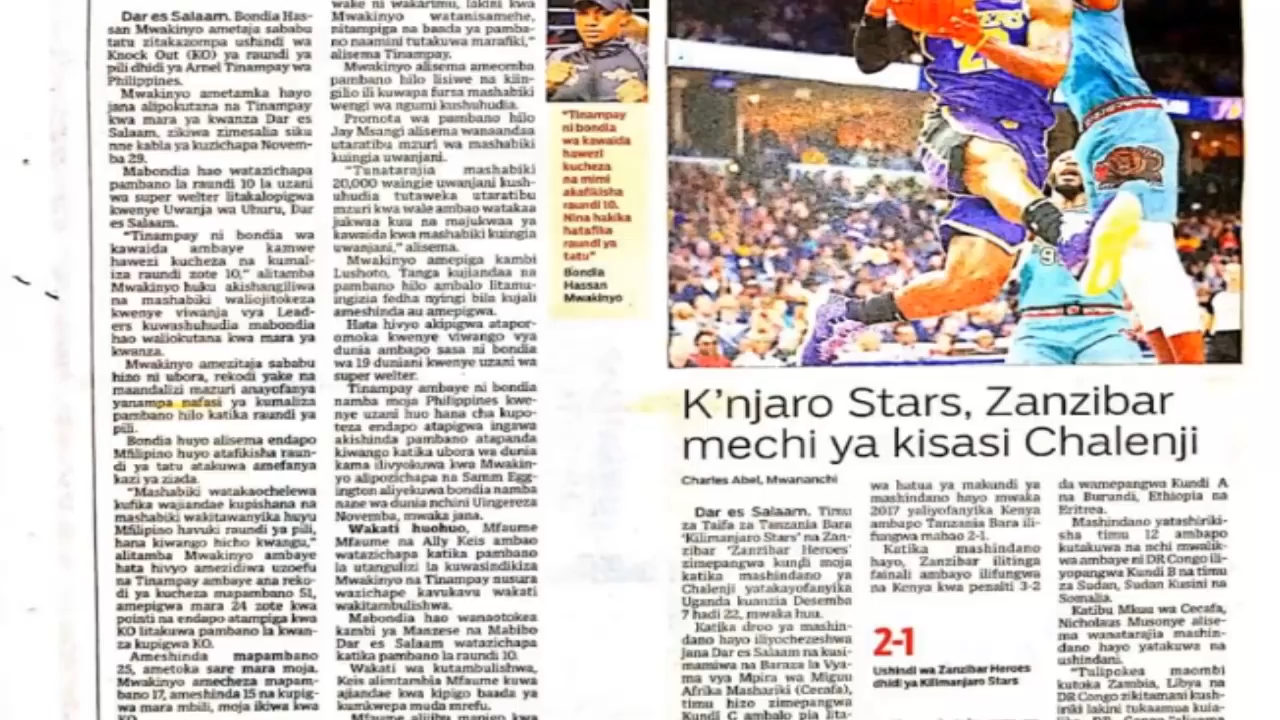 Dar es Salaam. Bondia Has-
san Mwakinyo ametaja sababu
tatu zitakazompa ushindi wa
Knock Out (KO) ya raundi ya
pili dhidi ya Arnel Tinampay wa
Philippines.
Mwakinyo ametamka hayo
jana alipokutana na Tinampay
kwa mara ya kwanza Dar es
Salaam, zikiwa zimesalia siku
nne kabla ya kuzichapa Novem-
ba 29.
Mabondia hao watazichapa
pambano la raundi 10 la uzani
wa super welter litakalopigwa
kwenye Uwanja wa Uhuru, Dar
es Salaam.
"Tinampay ni bondia wa
kawaida ambaye kamwe
hawezi kucheza na kumal-
iza raundi zote 10," alitamba
Mwakinyo huku akishangiliwa
na mashabiki waliojitokeza
kwenye viwanja vya Lead-
ers kuwashuhudia mabondia
hao waliokutana kwa mara ya
kwanza.
Mwakinyo amezitaja sababu
hizo ni ubora, rekodi yake na
maandalizi mazuri anayofanya
yanampa nafasi ya kumaliza
pambano hilo katika raundi ya
pili.
Bondia huyo alisema endapo
Mfilipino huyo atafikisha raun-
di ya tatu atakuwa amefanya
kazi ya ziada.
"Mashabiki watakaochelewa
kufika wajiandae kupishana na
mashabiki wakitawanyika huyu
Mfilipino havuki raundi ya pili,
hana kiwango hicho kwangu,"
alitamba Mwakinyo ambaye
hata hivyo amezidiwa uzoefu
na Tinampay ambaye ana reko-
di ya kucheza mapambano 51,
amepigwa mara 24 zote kwa
pointi na endapo atampiga kwa
KO litakuwa pambano la kwan-
za kupigwa KO.
Ameshinda mapambano
25, ametoka sare mara moja.
Mwakinyo amecheza mapam-
bano 17, ameshinda 15 na kupig-
wa mara mbili, moja ikiwa kwa
KO.
wake ni wakarimu, lakini kwa
Mwakinyo watanisamehe,
nitampiga na baada ya pamba-
no naamini tutakuwa marafiki,"
alisema Tinampay.
Mwakinyo alisema ameomba
pambano hilo lisiwe na kiin-
gilio ili kuwapa fursa mashabiki
wengi wa ngumi kushuhudia.
Promota wa pambano hilo
Jay Msangi alisema wanaandaa
utaratibu mzuri wa mashabiki
kuingia uwanjani.
"Tunatarajia mashabiki
20,000 waingie uwanjani kush-
uhudia tutaweka utaratibu
mzuri kwa wale ambao watakaa
jukwaa kuu na majukwaa ya
kawaida kwa mashabiki kuingia
uwanjani," alisema.
Mwakinyo amepiga kambi
Lushoto, Tanga kujiandaa na
pambano hilo ambalo litamu-
ingizia fedha nyingi bila kujali
ameshinda au amepigwa.
Hata hivyo akipigwa atapor-
omoka kwenye viwango vya
dunia ambapo sasa ni bondia
wa 19 duniani kwenye uzani wa
super welter.
Tinampay ambaye ni bondia
namba moja Philippines kwe-
nye uzani huo hana cha kupo-
teza endapo atapigwa ingawa
akishinda pambano atapanda
kiwango katika ubora wa dunia
kama ilivyokuwa kwa Mwakin-
yo alipozichapa na Samm Egg-
ington aliyekuwa bondia namba
nane wa dunia nchini Uingereza
Novemba, mwaka jana.
Wakati huohuo, Mfaume
Mfaume na Ally Keis ambao
watazichapa katika pambano
la utangulizi la kuwasindikiza
Mwakinyo na Tinampay nusura
wazichape kavukavu wakati
wakitambulishwa.
Mabondia hao wanaotokea
kambi ya Manzese na Mabibo
Dar es Salaam watazichapa
katika pambano la raundi 10.
Wakati wa kutambulishwa,
Keis alimtambia Mfaume kuwa
ajiandae kwa kipigo baada ya
kumkwepa muda mrefu.
Mfaume alijibu mapigo kwa
"Tinampay
ni bondia
wa kawaida
hawezi
kucheza
na mimi
akafikisha
raundi 10.
Nina hakika
hatafika
raundi ya
tatu"
Bondia
Hassan
Mwakinyo
K'njaro Stars, Zanzibar
mechi ya kisasi Chalenji
Charles Abel, Mwananchi
Dar es Salaam. Timu
za Taifa za Tanzania Bara
'Kilimanjaro Stars' na Zan-
zibar 'Zanzibar Heroes'
zimepangwa kundi moja
katika mashindano ya
Chalenji yatakayofanyika
Uganda kuanzia Desemba
7 hadi 22, mwaka huu.
Katika droo ya mashin-
dano hayo iliyochezeshwa
jana Dar es Salaam na kusi-
mamiwa na Baraza la Vya-
ma vya Mpira wa Miguu
Afrika Mashariki (Cecafa),
timu hizo zimepangwa
Kundi C ambalo pia lita-
wa hatua ya makundi ya
mashindano hayo mwaka
2017 yaliyofanyika Kenya
ambapo Tanzania Bara ili-
fungwa mabao 2-1.
Katika mashindano
hayo, Zanzibar ilitinga
fainali ambayo ilifungwa
na Kenya kwa penalti 3-2
2-1
Ushindi wa Zanzibar Heroes
dhidi ya Kilimanjaro Stars
da wamepangwa Kundi A
na Burundi, Ethiopia na
Eritrea.
Mashindano yatashiriki-
sha timu 12 ambapo
kutakuwa na nchi mwalik-
wa ambaye ni DR Congo ili-
yopangwa Kundi B na timu
za Sudan, Sudan Kusini na
Somalia.
Katibu Mkuu wa Cecafa,
Nicholaas Musonye alise-
ma wanatarajia mashin-
dano hayo yatakuwa na
ushindani.
"Tulipokea maombi
kutoka Zambia, Libya na
DR Congo zikitamani kush-
iriki lakini tukaamua kula-